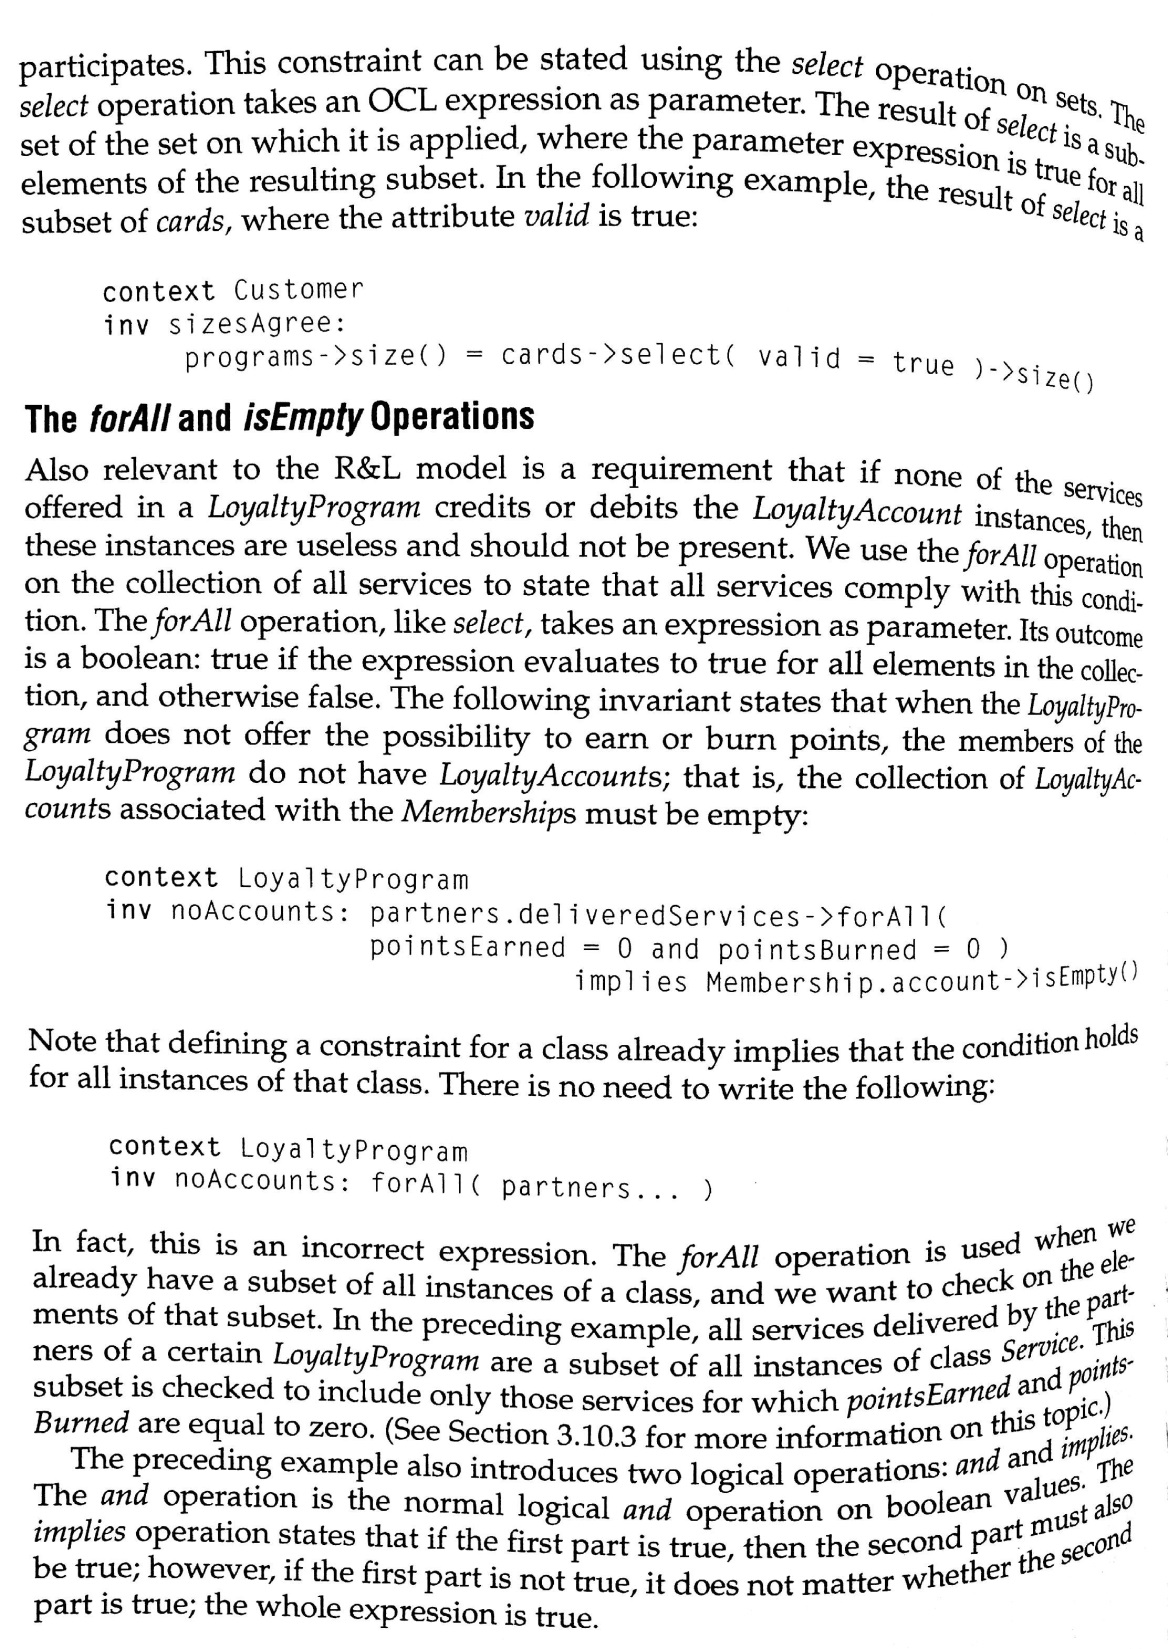 participates. This constraint can be stated using the select operation on sets. The
select operation takes an OCL expression as parameter. The result of select is a sub-
set of the set on which it is applied, where the parameter expression is true for all
elements of the resulting subset. In the following example, the result of select is a
subset of cards, where the attribute valid is true:
context Customer
inv sizesAgree:
programs->size() = cards->select( valid = true )->size()
The forAll and isEmpty Operations
Also relevant to the R&L model is a requirement that if none of the services
offered in a LoyaltyProgram credits or debits the LoyaltyAccount instances, then
these instances are useless and should not be present. We use the forAll operation
on the collection of all services to state that all services comply with this condi-
tion. The forAll operation, like select, takes an expression as parameter. Its outcome
is a boolean: true if the expression evaluates to true for all elements in the collec-
tion, and otherwise false. The following invariant states that when the LoyaltyPro-
gram does not offer the possibility to earn or burn points, the members of the
LoyaltyProgram do not have LoyaltyAccounts; that is, the collection of LoyaltyAc-
counts associated with the Memberships must be empty:
context LoyaltyProgram
inv noAccounts: partners.deliveredServices->forAll(
pointsEarned = 0 and pointsBurned = 0 )
implies Membership.account->isEmpty()
Note that defining a constraint for a class already implies that the condition holds
for all instances of that class. There is no need to write the following:
context LoyaltyProgram
inv noAccounts: forAll( partners... )
In fact, this is an incorrect expression. The forAll operation is used when we
already have a subset of all instances of a class, and we want to check on the ele-
ments of that subset. In the preceding example, all services delivered by the part-
ners of a certain LoyaltyProgram are a subset of all instances of class Service. This
subset is checked to include only those services for which pointsEarned and points-
Burned are equal to zero. (See Section 3.10.3 for more information on this topic.)
The preceding example also introduces two logical operations: and and implies.
The and operation is the normal logical and operation on boolean values. The
implies operation states that if the first part is true, then the second part must also
be true; however, if the first part is not true, it does not matter whether the second
part is true; the whole expression is true.